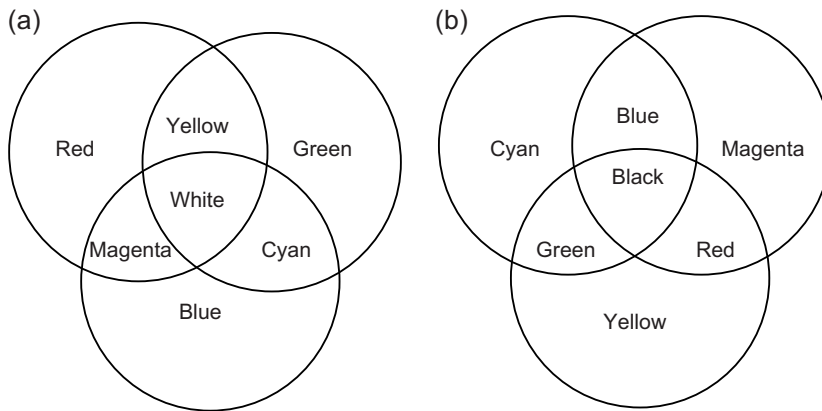 (a)
Red
Yellow
Green
White
Magenta
Cyan
Blue
(b)
Cyan
Blue
Magenta
Black
Green
Red
Yellow